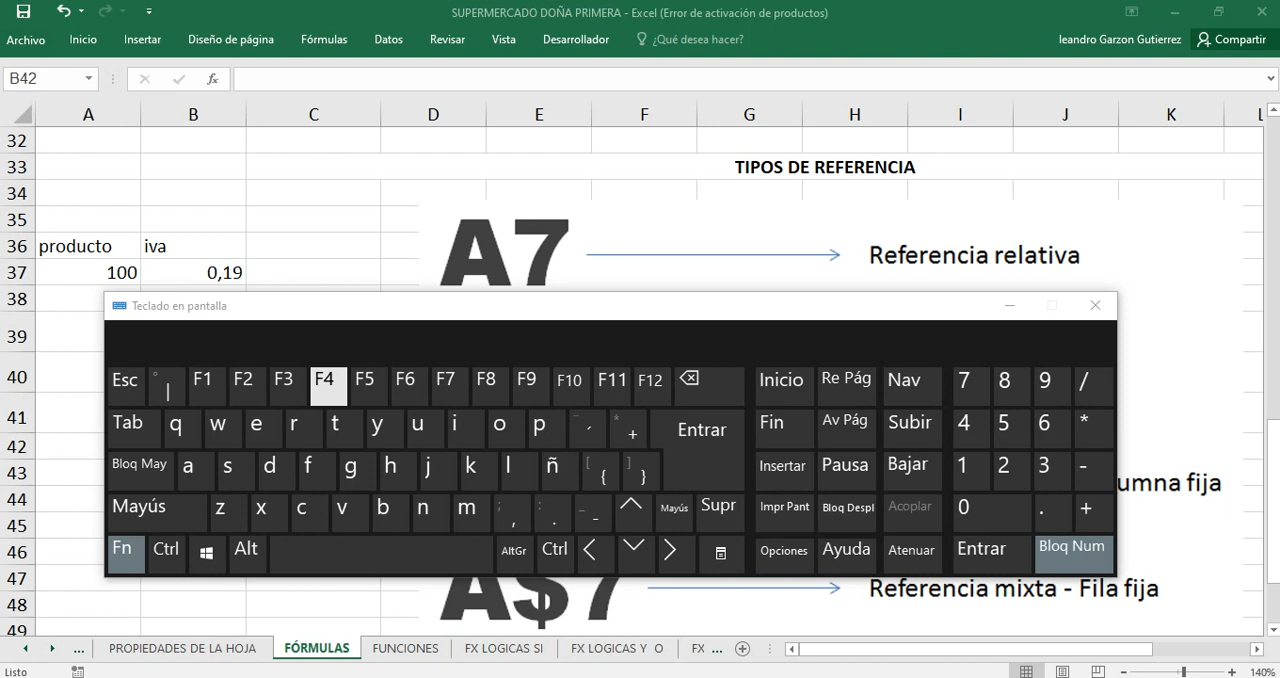 SUPERMERCADO DOÑA PRIMERA - Excel (Error de activación de productos)
Archivo Inicio Insertar Diseño de página Fórmulas Datos Revisar Vista Desarrollador ¿Qué desea hacer? leandro Garzon Gutierrez Compartir
B42 fx
A B C D E F G H I J K L
32
33 TIPOS DE REFERENCIA
34
35
36 producto iva
37 100 0,19
A7 Referencia relativa
38
39
40
41
42
43
44
45
46
47
48
49
Teclado en pantalla
Esc ° | F1 F2 F3 F4 F5 F6 F7 F8 F9 F10 F11 F12 Inicio Re Pág Nav 7 8 9 /
Tab q w e r t y u i o p ¨ ´ * + Entrar Fin Av Pág Subir 4 5 6 *
Bloq May a s d f g h j k l ñ [ { ] } Insertar Pausa Bajar 1 2 3 -
Mayús z x c v b n m ; , : . _ - Mayús Supr Impr Pant Bloq Despl Acoplar 0 . +
Fn Ctrl Alt AltGr Ctrl Opciones Ayuda Atenuar Entrar Bloq Num
umna fija
A$7 Referencia mixta - Fila fija
... PROPIEDADES DE LA HOJA FÓRMULAS FUNCIONES FX LOGICAS SI FX LOGICAS Y O FX ...
Listo 140%